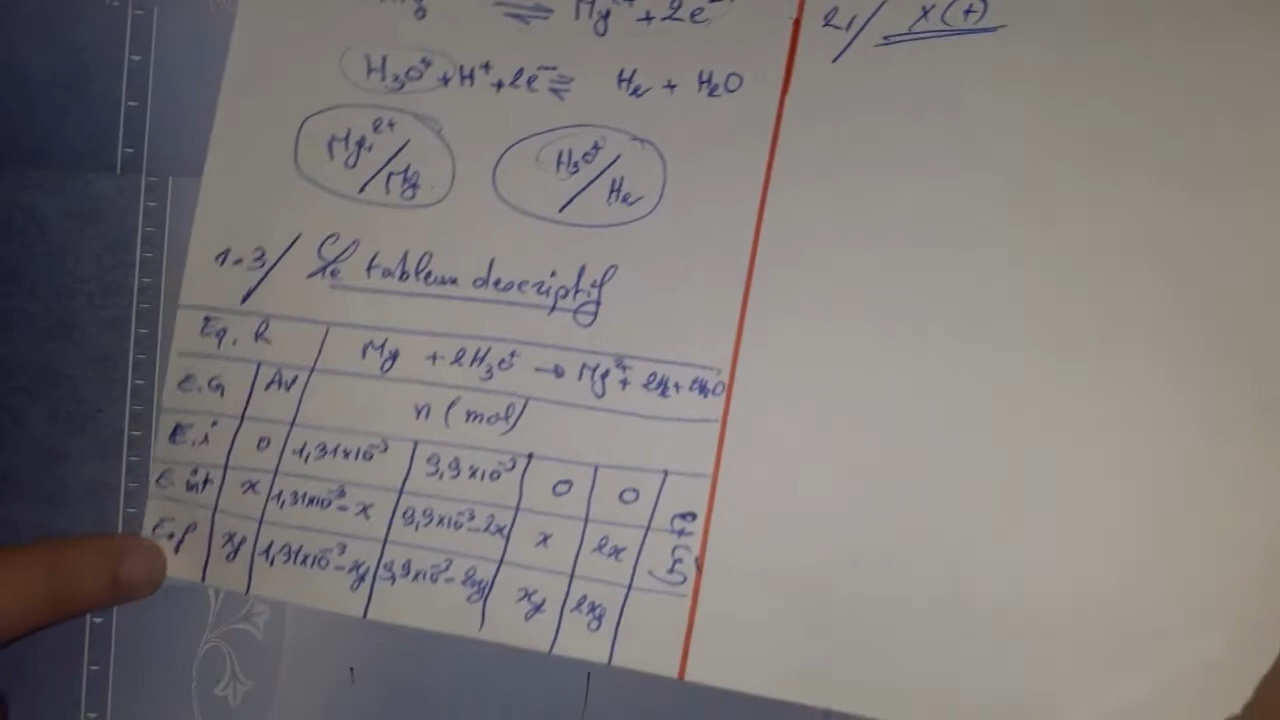 ⇌ Mg²⁺ + 2e⁻
H₃O⁺ + H⁺ + 2e⁻ ⇌ H₂ + H₂O
Mg²⁺/Mg
H₃O⁺/H₂
1-3/ Le tableau descriptif
Eq. R
Mg + 2H₃O⁺ → Mg²⁺ + 2H₂ + 2H₂O
E.G Av n (mol)
E.i 0 1,31×10⁻³ 9,9×10⁻³ 0 0
E int x 1,31×10⁻³ - x 9,9×10⁻³ - 2x x 2x
E.f xf 1,31×10⁻³ - xf 9,9×10⁻³ - 2xf xf 2xf
2,/ x(t)